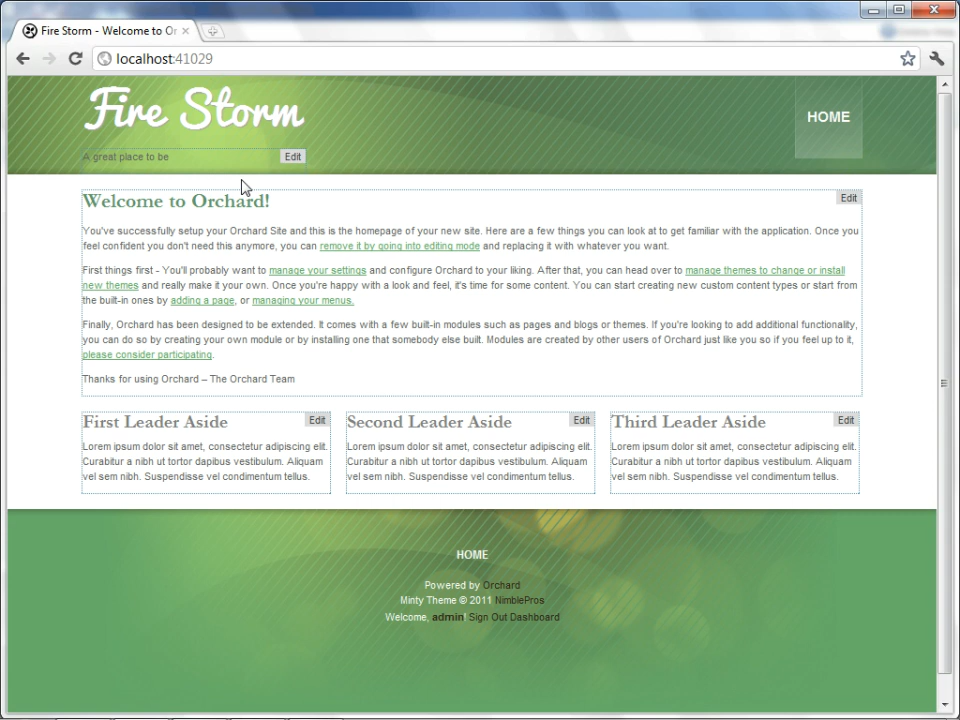 Fire Storm - Welcome to Or
localhost:41029
Fire Storm
HOME
A great place to be
Edit
Welcome to Orchard!
Edit
You've successfully setup your Orchard Site and this is the homepage of your new site. Here are a few things you can look at to get familiar with the application. Once you
feel confident you don't need this anymore, you can remove it by going into editing mode and replacing it with whatever you want.
First things first - You'll probably want to manage your settings and configure Orchard to your liking. After that, you can head over to manage themes to change or install
new themes and really make it your own. Once you're happy with a look and feel, it's time for some content. You can start creating new custom content types or start from
the built-in ones by adding a page, or managing your menus.
Finally, Orchard has been designed to be extended. It comes with a few built-in modules such as pages and blogs or themes. If you're looking to add additional functionality,
you can do so by creating your own module or by installing one that somebody else built. Modules are created by other users of Orchard just like you so if you feel up to it,
please consider participating.
Thanks for using Orchard – The Orchard Team
First Leader Aside
Edit
Lorem ipsum dolor sit amet, consectetur adipiscing elit.
Curabitur a nibh ut tortor dapibus vestibulum. Aliquam
vel sem nibh. Suspendisse vel condimentum tellus.
Second Leader Aside
Edit
Lorem ipsum dolor sit amet, consectetur adipiscing elit.
Curabitur a nibh ut tortor dapibus vestibulum. Aliquam
vel sem nibh. Suspendisse vel condimentum tellus.
Third Leader Aside
Edit
Lorem ipsum dolor sit amet, consectetur adipiscing elit.
Curabitur a nibh ut tortor dapibus vestibulum. Aliquam
vel sem nibh. Suspendisse vel condimentum tellus.
HOME
Powered by Orchard
Minty Theme © 2011 NimblePros
Welcome, admin! Sign Out Dashboard